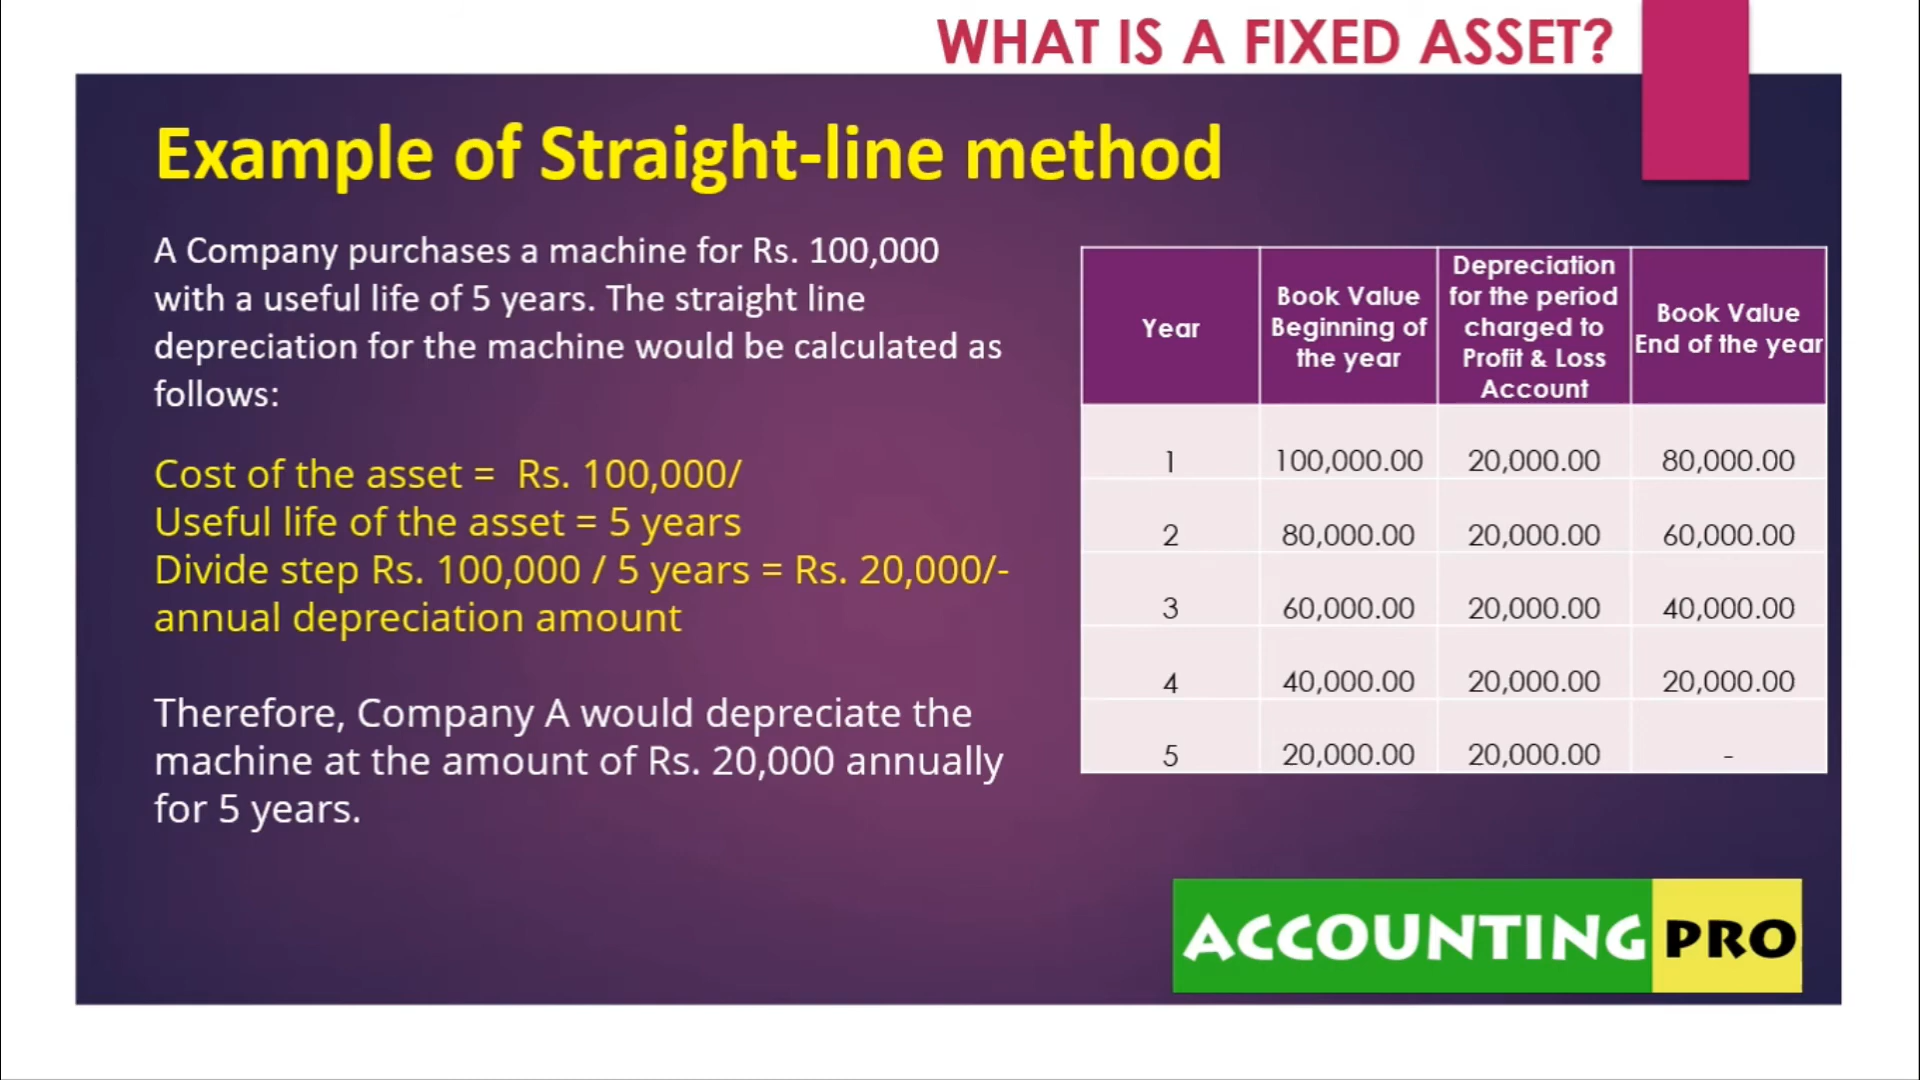 WHAT IS A FIXED ASSET?
Example of Straight-line method
A Company purchases a machine for Rs. 100,000
with a useful life of 5 years. The straight line
depreciation for the machine would be calculated as
follows:
Cost of the asset = Rs. 100,000/
Useful life of the asset = 5 years
Divide step Rs. 100,000 / 5 years = Rs. 20,000/-
annual depreciation amount
Therefore, Company A would depreciate the
machine at the amount of Rs. 20,000 annually
for 5 years.
Year
Book Value
Beginning of
the year
Depreciation
for the period
charged to
Profit & Loss
Account
Book Value
End of the year
1 100,000.00 20,000.00 80,000.00
2 80,000.00 20,000.00 60,000.00
3 60,000.00 20,000.00 40,000.00
4 40,000.00 20,000.00 20,000.00
5 20,000.00 20,000.00 -
ACCOUNTING PRO